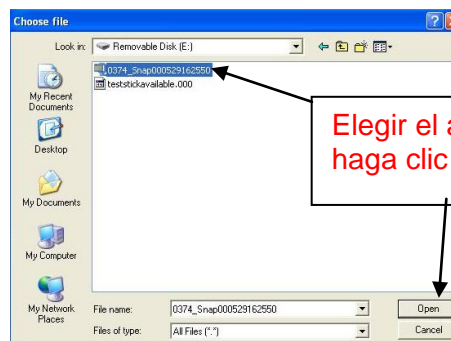 Choose file
Look in: Removable Disk (E:)
0374_Snap000529162550
teststickavailable.000
My Recent
Documents
Desktop
My Documents
My Computer
My Network
Places
Elegir el
haga clic
File name: 0374_Snap000529162550
Open
Files of type: All Files (*.*)
Cancel